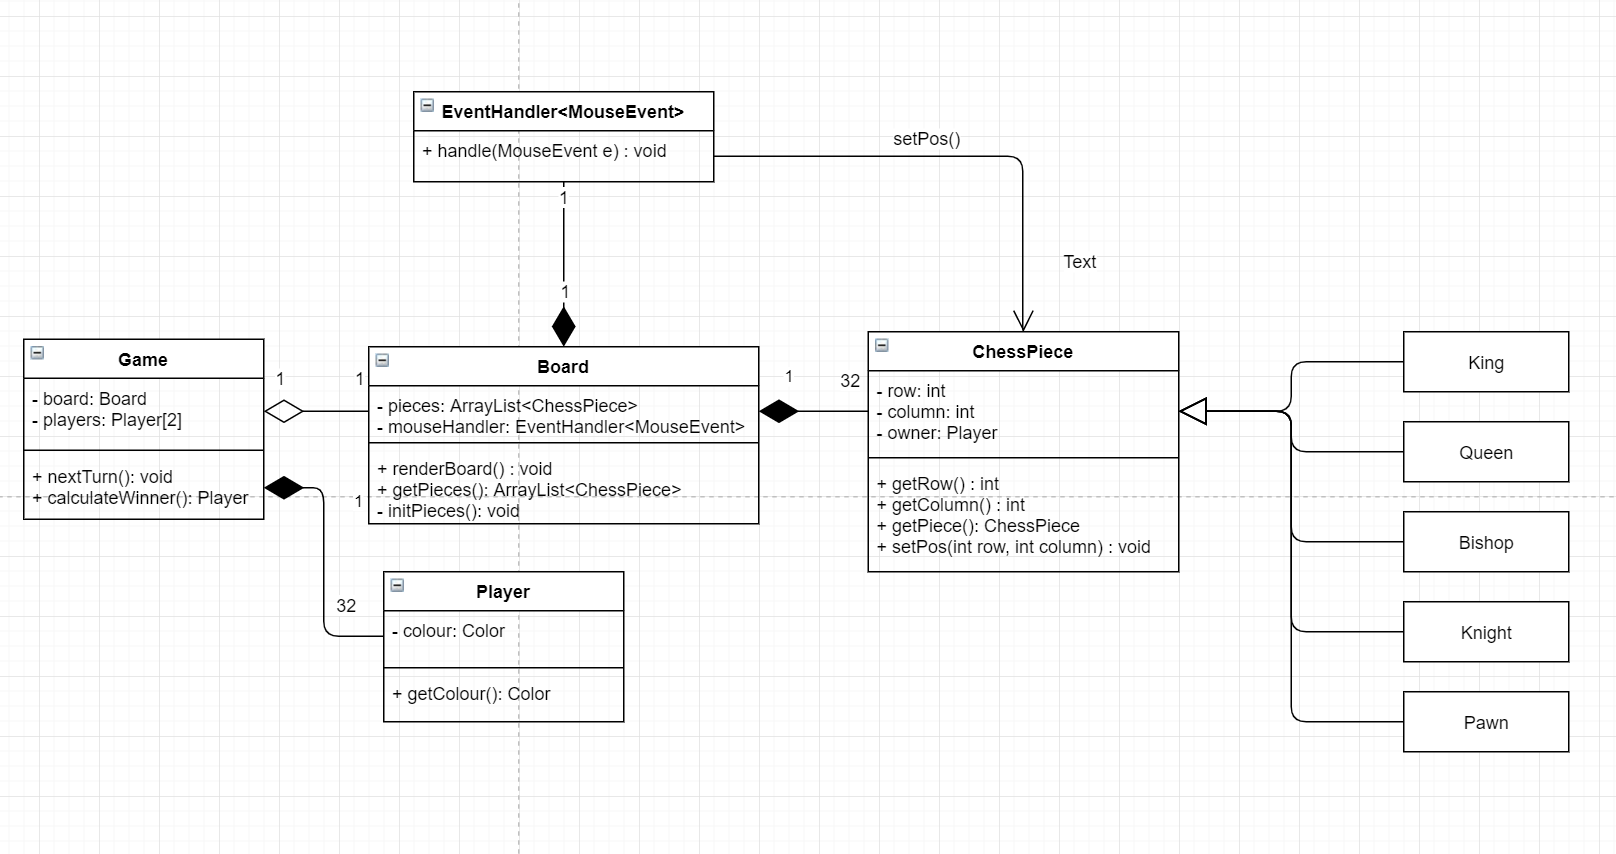 EventHandler<MouseEvent>
+ handle(MouseEvent e) : void
setPos()
1
1
Text
Game
- board: Board
- players: Player[2]
+ nextTurn(): void
+ calculateWinner(): Player
1
1
Board
- pieces: ArrayList<ChessPiece>
- mouseHandler: EventHandler<MouseEvent>
+ renderBoard() : void
+ getPieces(): ArrayList<ChessPiece>
- initPieces(): void
1
32
ChessPiece
- row: int
- column: int
- owner: Player
+ getRow() : int
+ getColumn() : int
+ getPiece(): ChessPiece
+ setPos(int row, int column) : void
1
32
Player
- colour: Color
+ getColour(): Color
King
Queen
Bishop
Knight
Pawn